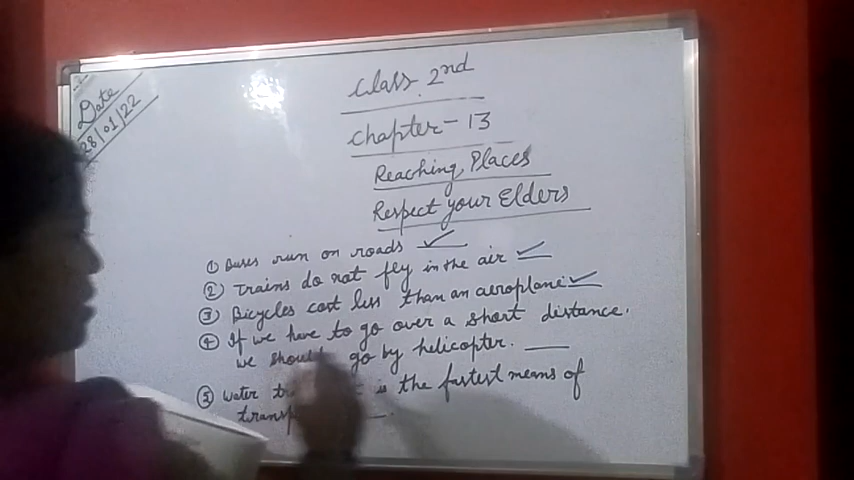 Date
28/01/22
Class 2nd
Chapter - 13
Reaching Places
Respect your Elders
① Buses run on roads ✓
② Trains do not fly in the air ✓
③ Bicycles cost less than an aeroplane ✓
④ If we have to go over a short distance.
we should go by helicopter. ___
⑤ Water is the fastest means of